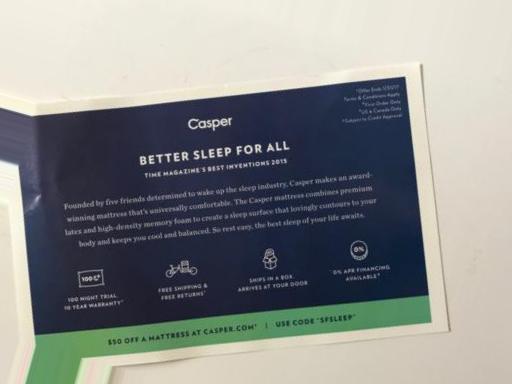 Casper
*Offer Ends 1/31/17
Terms & Conditions Apply
*First Order Only
*US & Canada Only
*Subject to Credit Approval
BETTER SLEEP FOR ALL
TIME MAGAZINE'S BEST INVENTIONS 2015
Founded by five friends determined to wake up the sleep industry, Casper makes an award-
winning mattress that's universally comfortable. The Casper mattress combines premium
latex and high-density memory foam to create a sleep surface that lovingly contours to your
body and keeps you cool and balanced. So rest easy, the best sleep of your life awaits.
100
0%
100 NIGHT TRIAL,
10 YEAR WARRANTY*
FREE SHIPPING &
FREE RETURNS*
SHIPS IN A BOX,
ARRIVES AT YOUR DOOR
0% APR FINANCING
AVAILABLE*
$50 OFF A MATTRESS AT CASPER.COM* | USE CODE "SFSLEEP"